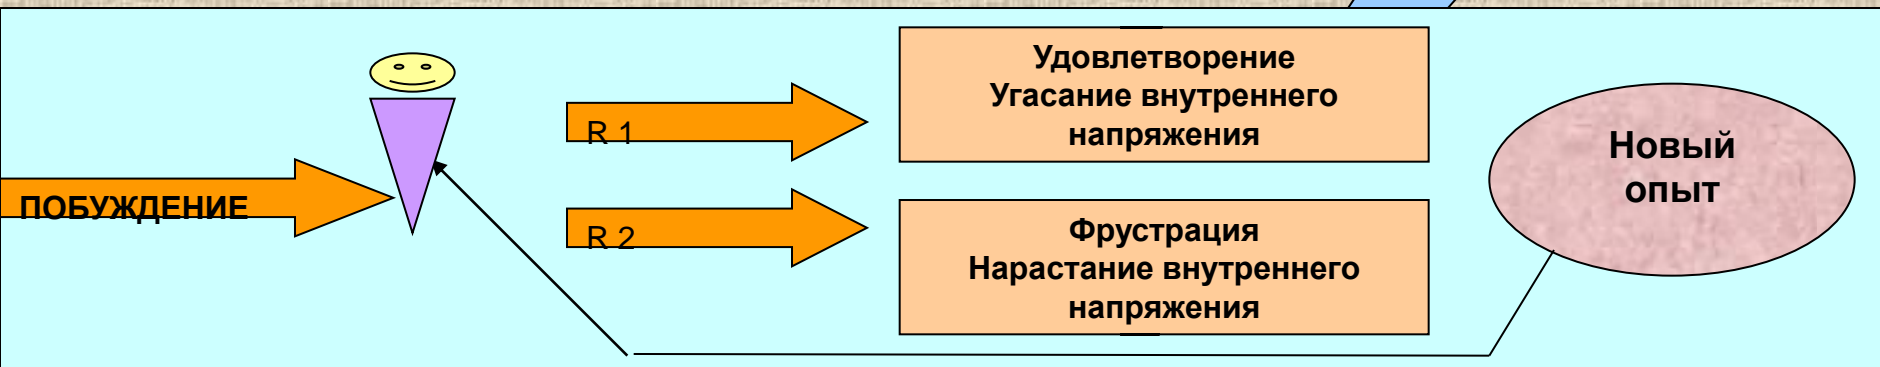 ПОБУЖДЕНИЕ
R 1
R 2
Удовлетворение
Угасание внутреннего
напряжения
Фрустрация
Нарастание внутреннего
напряжения
Новый
опыт